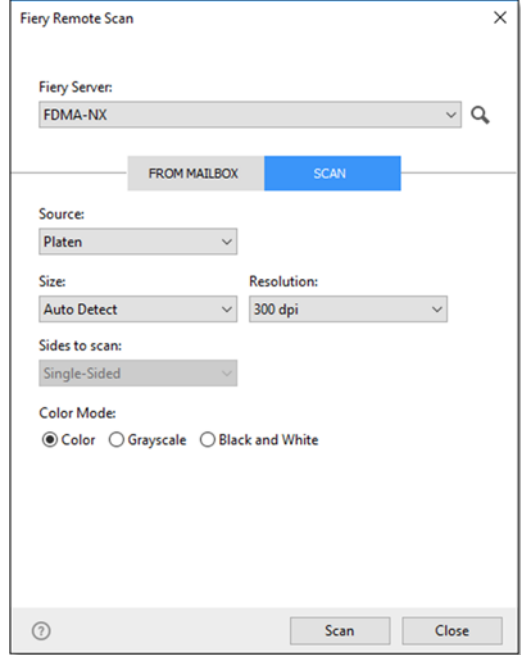 Fiery Remote Scan
Fiery Server:
FDMA-NX
FROM MAILBOX SCAN
Source:
Platen
Size: Resolution:
Auto Detect 300 dpi
Sides to scan:
Single-Sided
Color Mode:
Color Grayscale Black and White
? Scan Close